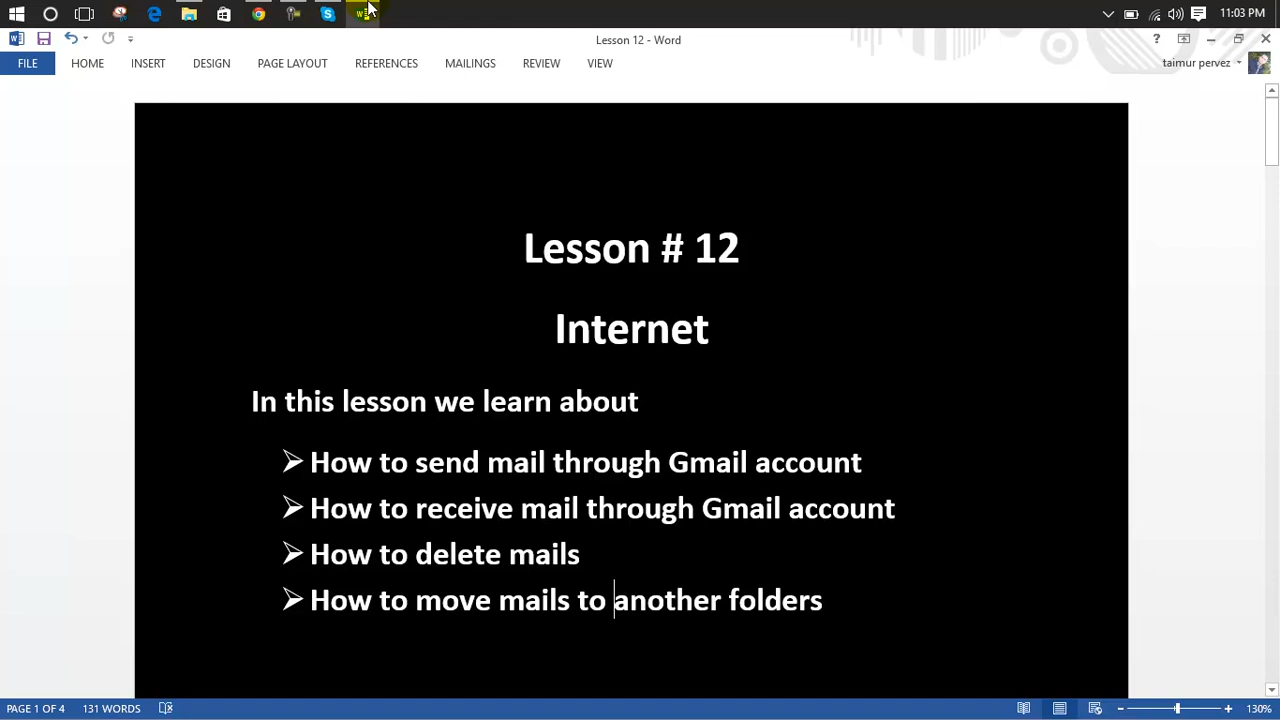 11:03 PM
Lesson 12 - Word
?
FILE HOME INSERT DESIGN PAGE LAYOUT REFERENCES MAILINGS REVIEW VIEW
taimur pervez
Lesson # 12
Internet
In this lesson we learn about
➢ How to send mail through Gmail account
➢ How to receive mail through Gmail account
➢ How to delete mails
➢ How to move mails to another folders
PAGE 1 OF 4 131 WORDS
130%